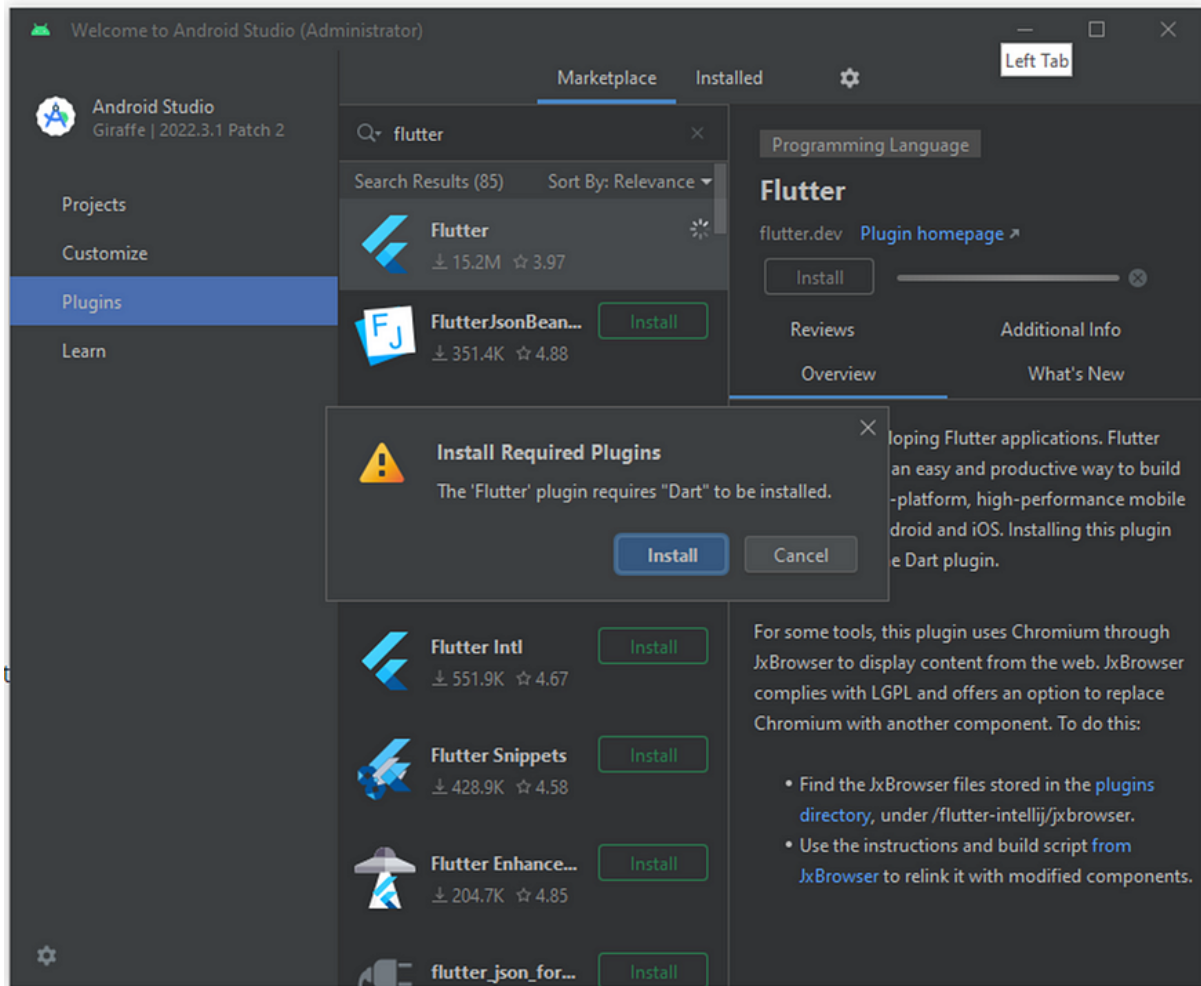 Welcome to Android Studio (Administrator)
Left Tab
Android Studio
Giraffe | 2022.3.1 Patch 2
Projects
Customize
Plugins
Learn
Marketplace
Installed
flutter
Search Results (85)
Sort By: Relevance
Flutter
15.2M
3.97
FlutterJsonBean...
351.4K
4.88
Install
Install Required Plugins
The 'Flutter' plugin requires "Dart" to be installed.
Install
Cancel
Flutter Intl
551.9K
4.67
Install
Flutter Snippets
428.9K
4.58
Install
Flutter Enhance...
204.7K
4.85
Install
flutter_json_for...
Install
Programming Language
Flutter
flutter.dev
Plugin homepage
Install
Reviews
Additional Info
Overview
What's New
loping Flutter applications. Flutter
an easy and productive way to build
-platform, high-performance mobile
droid and iOS. Installing this plugin
e Dart plugin.
For some tools, this plugin uses Chromium through
JxBrowser to display content from the web. JxBrowser
complies with LGPL and offers an option to replace
Chromium with another component. To do this:
• Find the JxBrowser files stored in the plugins
directory, under /flutter-intellij/jxbrowser.
• Use the instructions and build script from
JxBrowser to relink it with modified components.
t